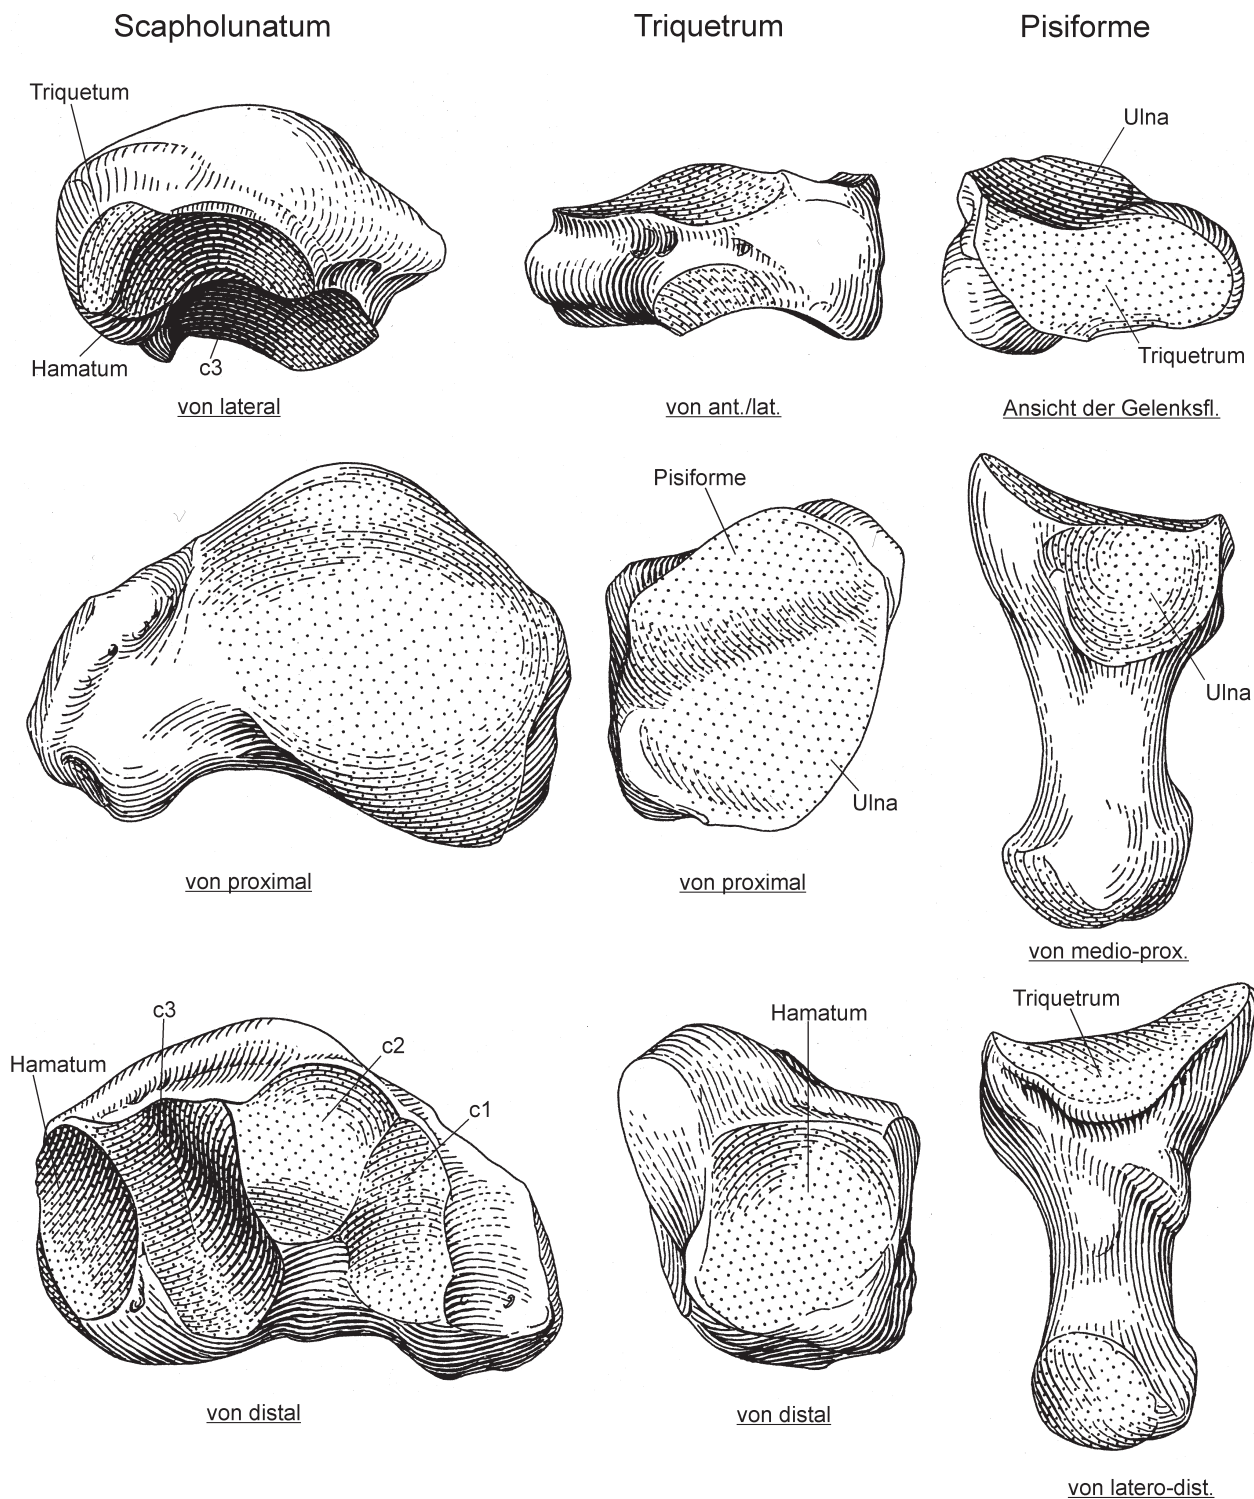 Scapholunatum
Triquetrum
Pisiforme
Triquetum
Ulna
Hamatum
c3
Triquetrum
von lateral
von ant./lat.
Ansicht der Gelenksfl.
Pisiforme
Ulna
Ulna
von proximal
von proximal
von medio-prox.
c3
Hamatum
c2
c1
Hamatum
Triquetrum
von distal
von distal
von latero-dist.